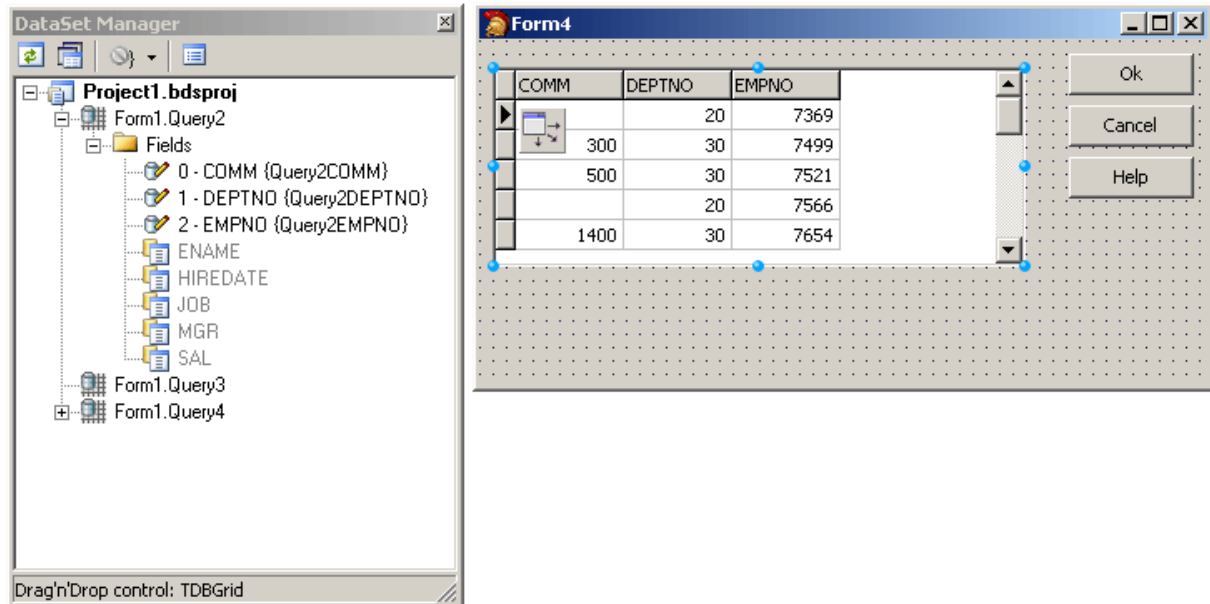 DataSet Manager
Project1.bdsproj
Form1.Query2
Fields
0 - COMM {Query2COMM}
1 - DEPTNO {Query2DEPTNO}
2 - EMPNO {Query2EMPNO}
ENAME
HIREDATE
JOB
MGR
SAL
Form1.Query3
Form1.Query4
Drag'n'Drop control: TDBGrid
Form4
COMM DEPTNO EMPNO
20 7369
300 30 7499
500 30 7521
20 7566
1400 30 7654
Ok
Cancel
Help